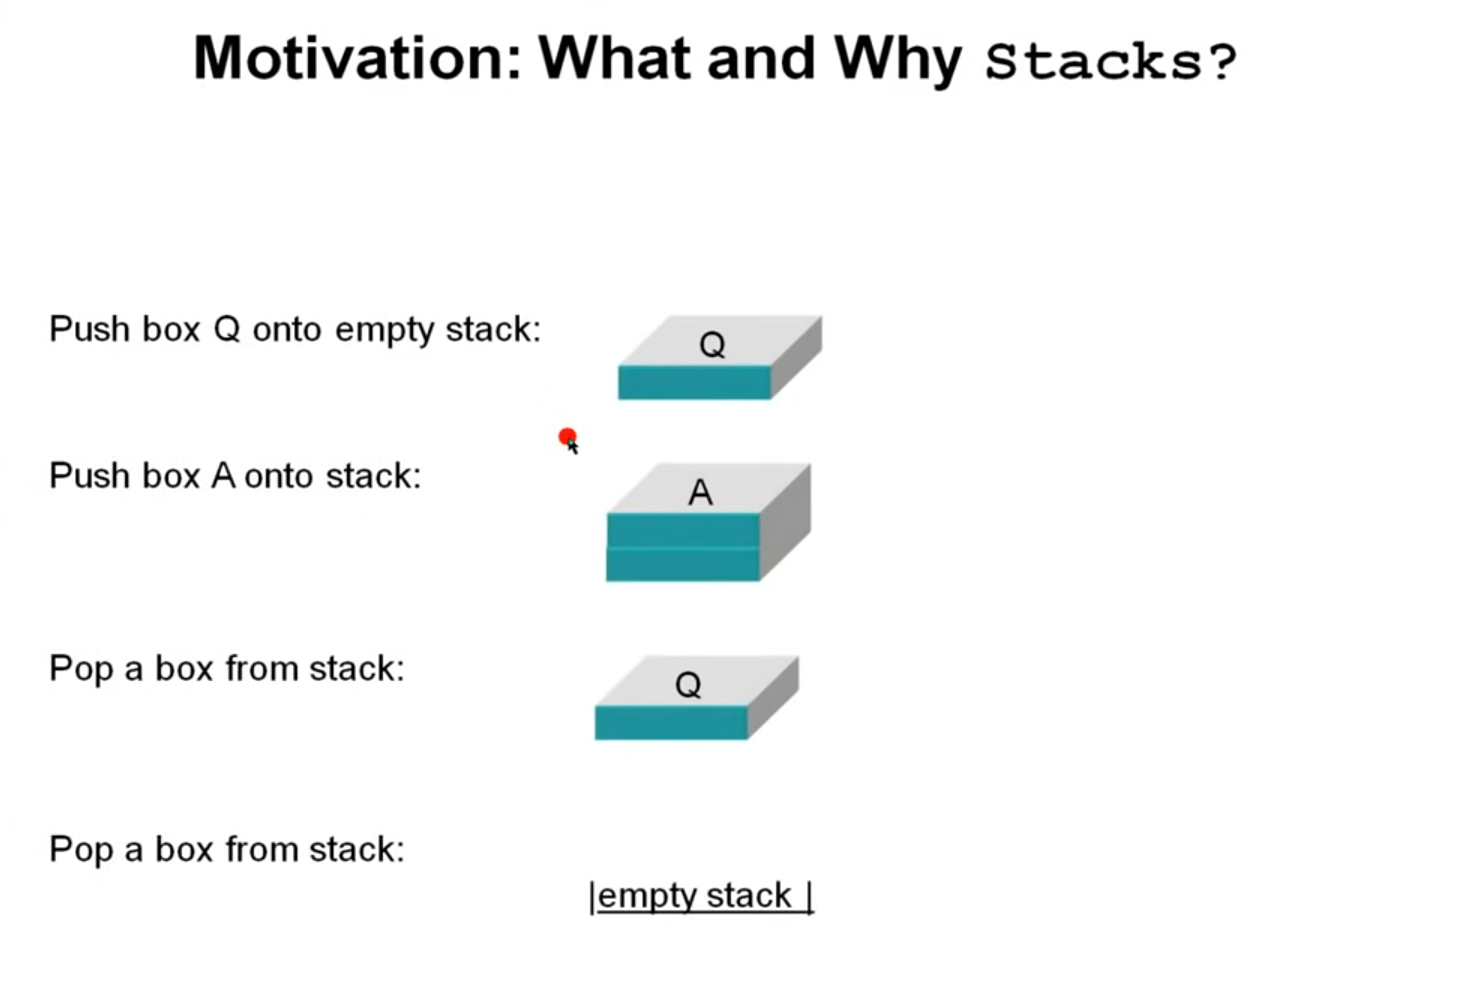 Motivation: What and Why Stacks?
Push box Q onto empty stack:
Q
Push box A onto stack:
A
Pop a box from stack:
Q
Pop a box from stack:
|empty stack |